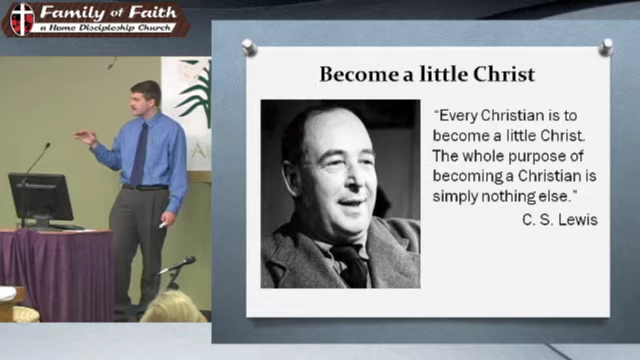 Family of Faith
a Home Discipleship Church
Become a little Christ
"Every Christian is to
become a little Christ.
The whole purpose of
becoming a Christian is
simply nothing else."
C. S. Lewis